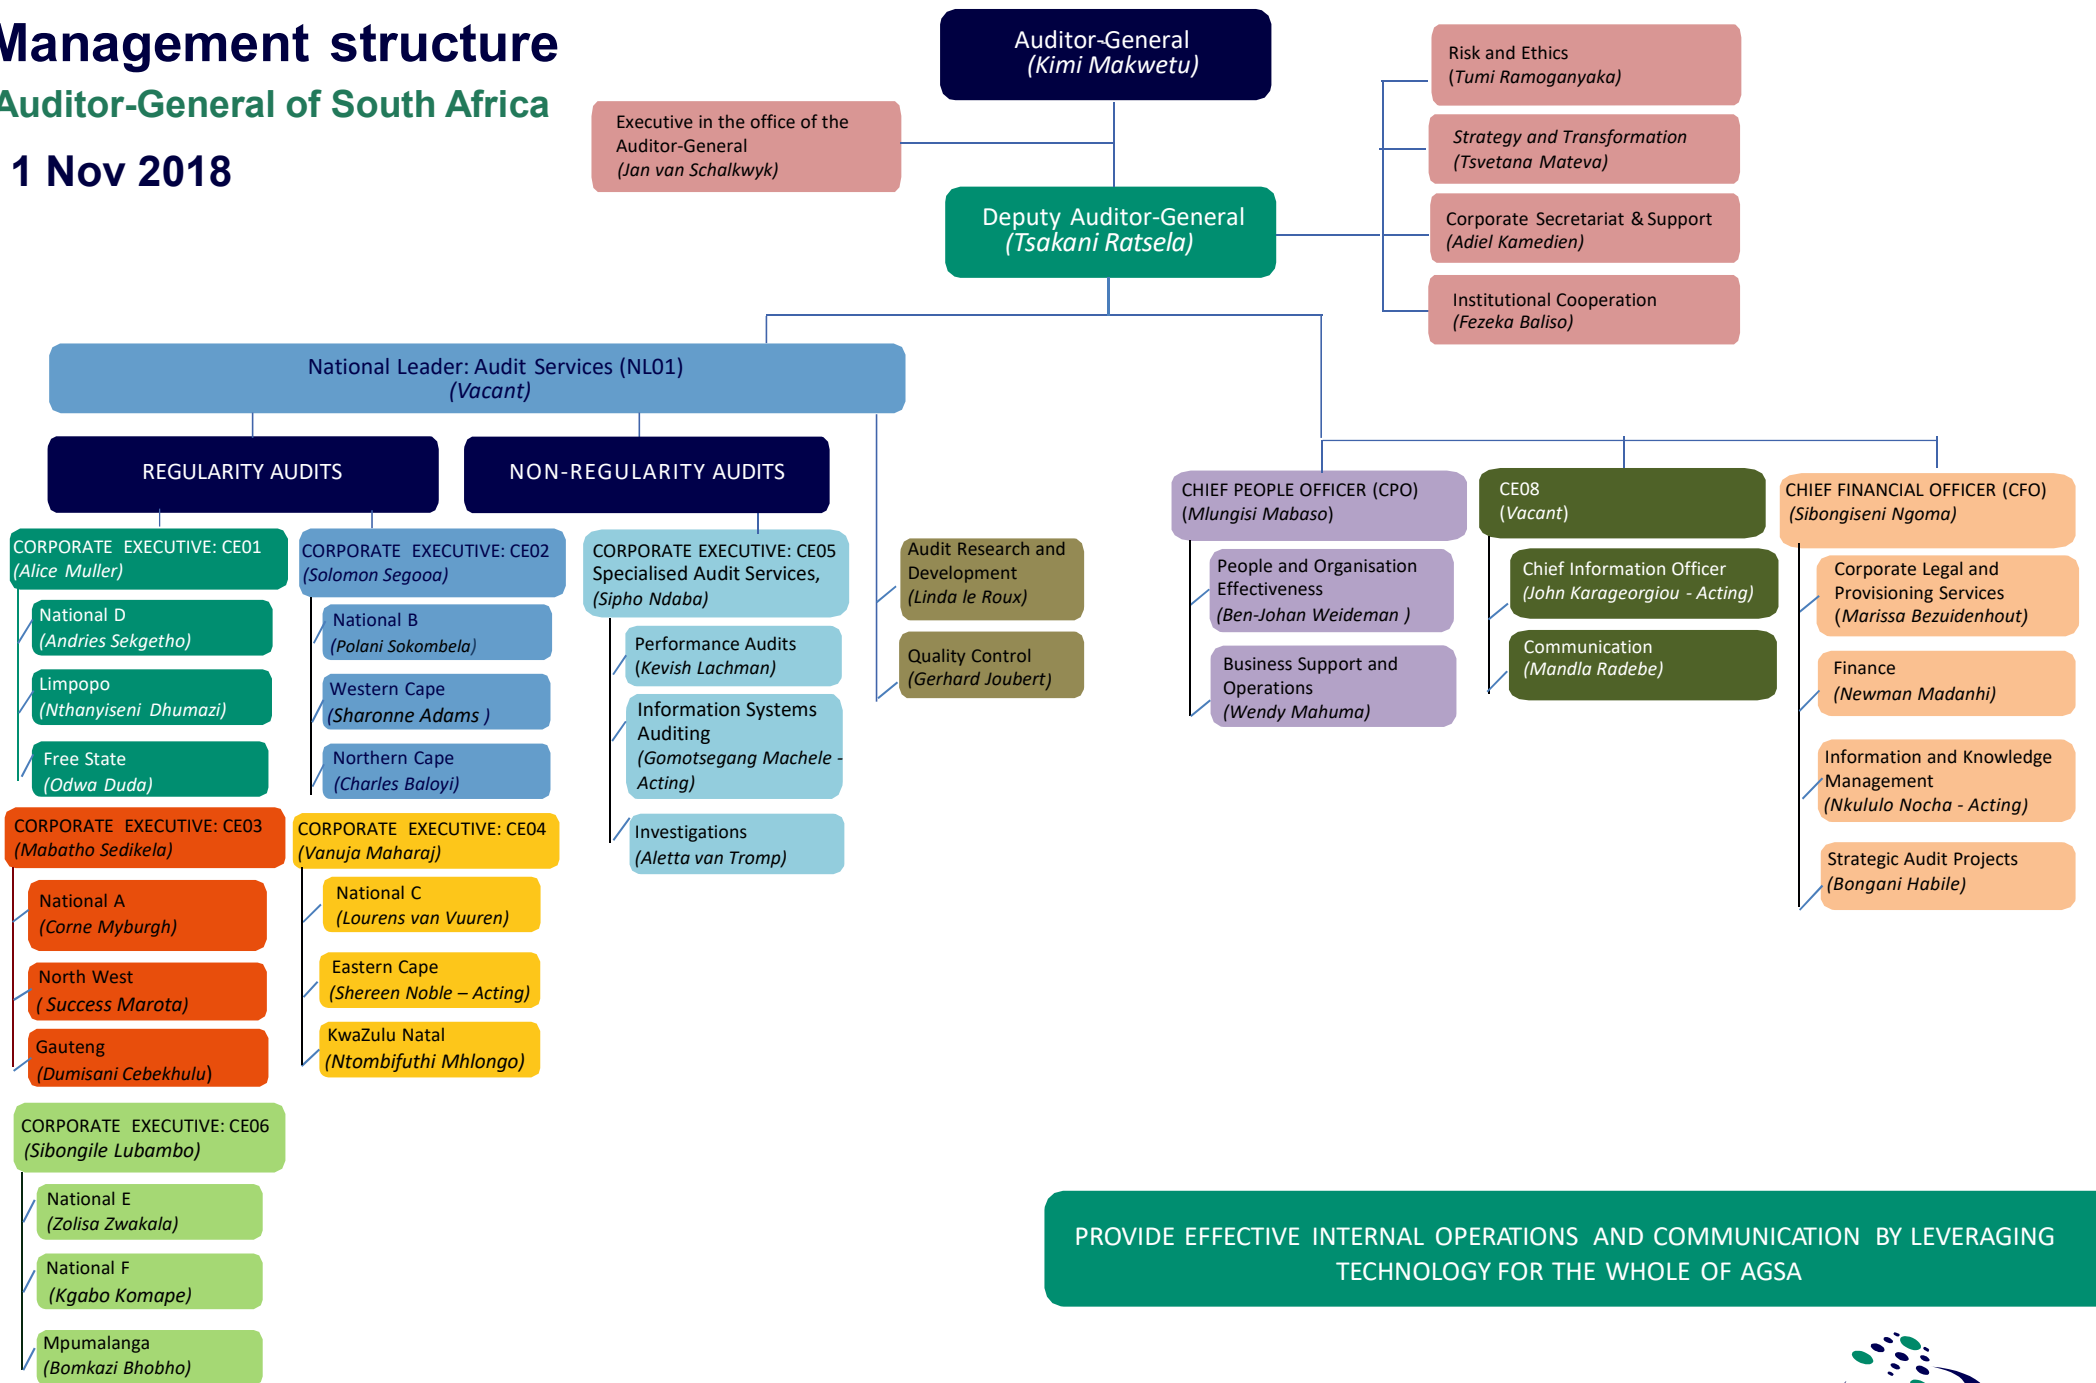 Management structure
Auditor-General of South Africa
1 Nov 2018
Auditor-General
(Kimi Makwetu)
Executive in the office of the
Auditor-General
(Jan van Schalkwyk)
Deputy Auditor-General
(Tsakani Ratsela)
Risk and Ethics
(Tumi Ramoganyaka)
Strategy and Transformation
(Tsvetana Mateva)
Corporate Secretariat & Support
(Adiel Kamedien)
Institutional Cooperation
(Fezeka Baliso)
National Leader: Audit Services (NL01)
(Vacant)
REGULARITY AUDITS
NON-REGULARITY AUDITS
CORPORATE EXECUTIVE: CE01
(Alice Muller)
National D
(Andries Sekgetho)
Limpopo
(Nthanyiseni Dhumazi)
Free State
(Odwa Duda)
CORPORATE EXECUTIVE: CE02
(Solomon Segooa)
National B
(Polani Sokombela)
Western Cape
(Sharonne Adams )
Northern Cape
(Charles Baloyi)
CORPORATE EXECUTIVE: CE03
(Mabatho Sedikela)
National A
(Corne Myburgh)
North West
( Success Marota)
Gauteng
(Dumisani Cebekhulu)
CORPORATE EXECUTIVE: CE04
(Vanuja Maharaj)
National C
(Lourens van Vuuren)
Eastern Cape
(Shereen Noble – Acting)
KwaZulu Natal
(Ntombifuthi Mhlongo)
CORPORATE EXECUTIVE: CE06
(Sibongile Lubambo)
National E
(Zolisa Zwakala)
National F
(Kgabo Komape)
Mpumalanga
(Bomkazi Bhobho)
CORPORATE EXECUTIVE: CE05
Specialised Audit Services,
(Sipho Ndaba)
Performance Audits
(Kevish Lachman)
Information Systems
Auditing
(Gomotsegang Machele -
Acting)
Investigations
(Aletta van Tromp)
Audit Research and
Development
(Linda le Roux)
Quality Control
(Gerhard Joubert)
CHIEF PEOPLE OFFICER (CPO)
(Mlungisi Mabaso)
People and Organisation
Effectiveness
(Ben-Johan Weideman )
Business Support and
Operations
(Wendy Mahuma)
CE08
(Vacant)
Chief Information Officer
(John Karageorgiou - Acting)
Communication
(Mandla Radebe)
CHIEF FINANCIAL OFFICER (CFO)
(Sibongiseni Ngoma)
Corporate Legal and
Provisioning Services
(Marissa Bezuidenhout)
Finance
(Newman Madanhi)
Information and Knowledge
Management
(Nkululo Nocha - Acting)
Strategic Audit Projects
(Bongani Habile)
PROVIDE EFFECTIVE INTERNAL OPERATIONS AND COMMUNICATION BY LEVERAGING
TECHNOLOGY FOR THE WHOLE OF AGSA